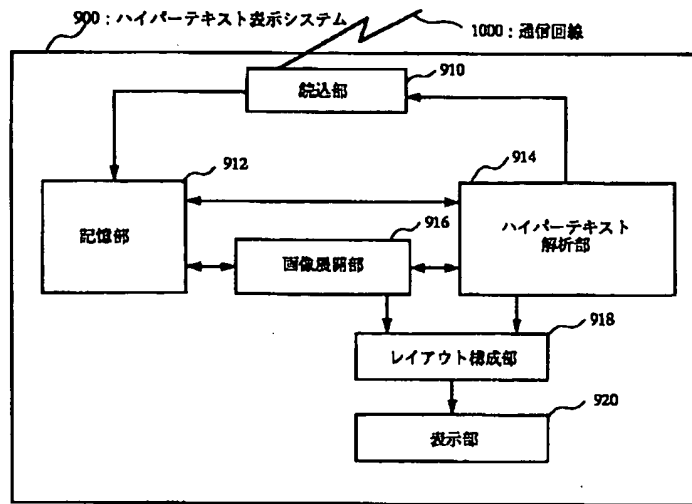 900：ハイパーテキスト表示システム
1000：通信回線
910
読込部
912
914
記憶部
916
ハイパーテキスト
解析部
画像展開部
918
レイアウト構成部
920
表示部